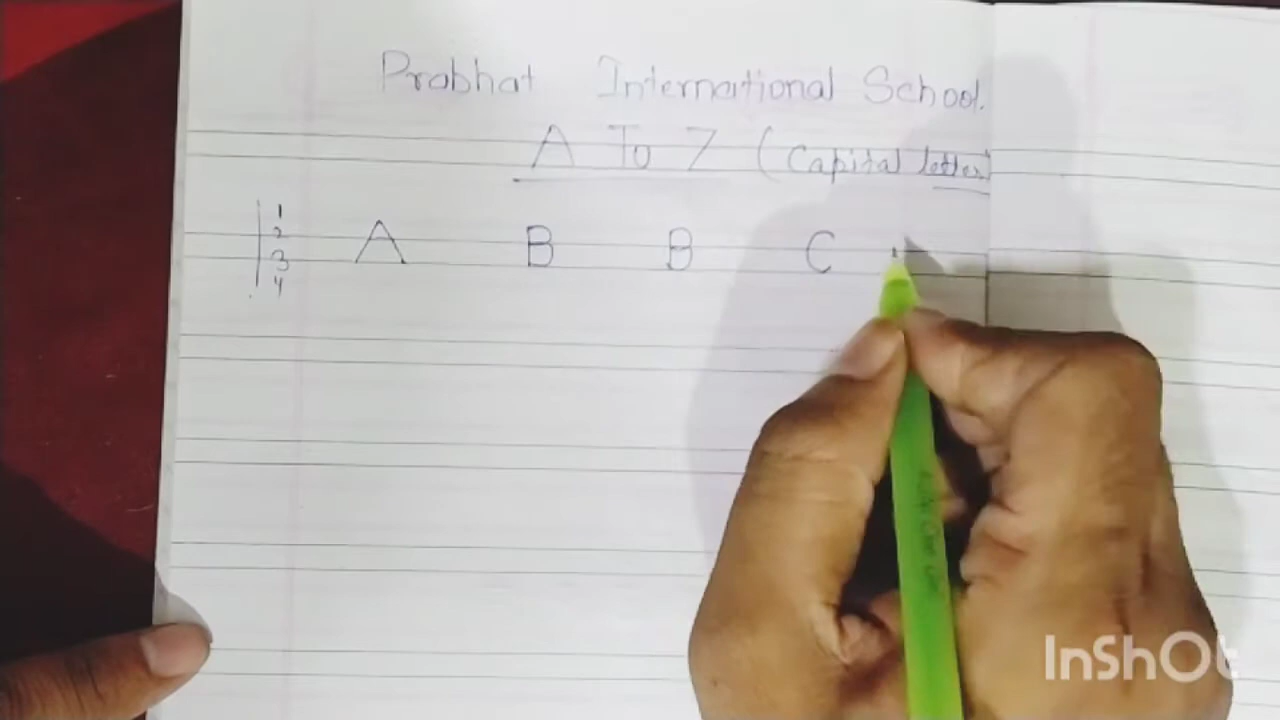 Prabhat International School.
A To Z (Capital letter)
1
2
3
4
A B B C
InShOt